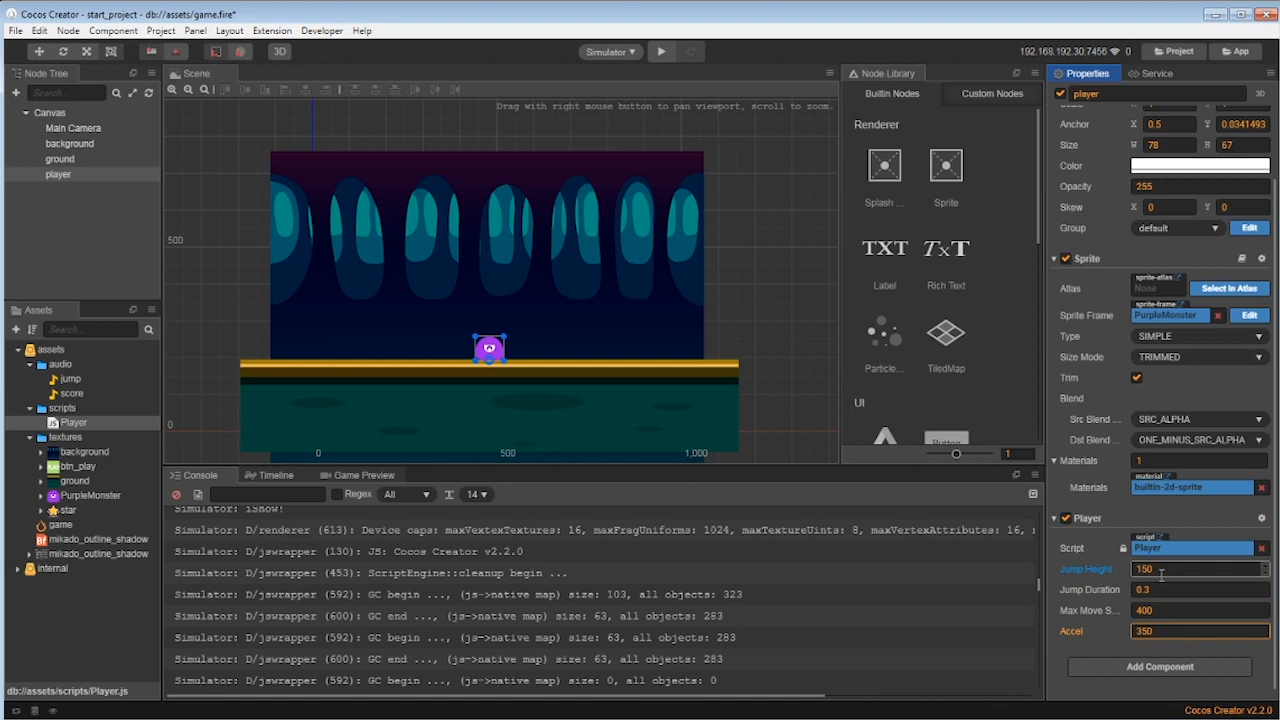 Cocos Creator - start_project - db://assets/game.fire*
File Edit Node Component Project Panel Layout Extension Developer Help
3D Simulator 192.168.192.30:7456 0 Project App
Node Tree
Search...
Canvas
Main Camera
background
ground
player
Assets
Search...
assets
audio
jump
score
scripts
Player
textures
background
btn_play
ground
PurpleMonster
star
game
mikado_outline_shadow
mikado_outline_shadow
internal
db://assets/scripts/Player.js
Scene
Drag with right mouse button to pan viewport, scroll to zoom.
500
0
0 500 1,000
Console Timeline Game Preview
Regex All 14
Simulator: iShow!
Simulator: D/renderer (613): Device caps: maxVextexTextures: 16, maxFragUniforms: 1024, maxTextureUints: 8, maxVertexAttributes: 16,
Simulator: D/jswrapper (130): JS: Cocos Creator v2.2.0
Simulator: D/jswrapper (453): ScriptEngine::cleanup begin ...
Simulator: D/jswrapper (592): GC begin ..., (js->native map) size: 103, all objects: 323
Simulator: D/jswrapper (600): GC end ..., (js->native map) size: 63, all objects: 283
Simulator: D/jswrapper (592): GC begin ..., (js->native map) size: 63, all objects: 283
Simulator: D/jswrapper (600): GC end ..., (js->native map) size: 63, all objects: 283
Simulator: D/jswrapper (592): GC begin ..., (js->native map) size: 0, all objects: 0
Node Library
Builtin Nodes Custom Nodes
Renderer
Splash ... Sprite
TXT TxT
Label Rich Text
Particle... TiledMap
UI
Button
1
Properties Service
player 3D
Anchor X 0.5 Y 0.0341493
Size W 78 H 67
Color
Opacity 255
Skew X 0 Y 0
Group default Edit
Sprite
sprite-atlas
Atlas None Select In Atlas
sprite-frame
Sprite Frame PurpleMonster Edit
Type SIMPLE
Size Mode TRIMMED
Trim
Blend
Src Blend ... SRC_ALPHA
Dst Blend ... ONE_MINUS_SRC_ALPHA
Materials 1
material
Materials builtin-2d-sprite
Player
script
Script Player
Jump Height 150
Jump Duration 0.3
Max Move S... 400
Accel 350
Add Component
Cocos Creator v2.2.0